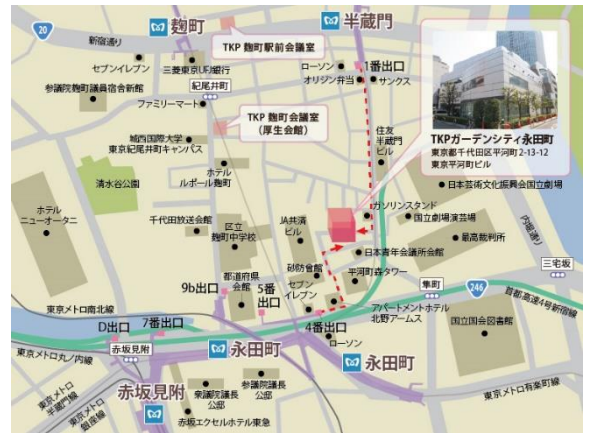 麹町
半蔵門
20
新宿通り
TKP 麹町駅前会議室
1番出口
セブンイレブン
三菱東京UFJ銀行
ローソン
オリジン弁当
サンクス
参議院麹町議員宿舎新館
紀尾井町
ファミリーマート
TKP 麹町会議室
(厚生会館)
住友
半蔵門
ビル
TKPガーデンシティ永田町
東京都千代田区平河町2-13-12
東京平河町ビル
城西国際大学
東京紀尾井町キャンパス
清水谷公園
ホテル
ルポール麹町
日本芸術文化振興会国立劇場
ガソリンスタンド
国立劇場演芸場
内堀通り
ホテル
ニューオータニ
千代田放送会館
区立
麹町中学校
JA共済
ビル
最高裁判所
日本青年会議所会館
三宅坂
砂防会館
平河町森タワー
都道府県
会館
9b出口
5番
出口
セブン
イレブン
隼町
246
首都高速4号新宿線
東京メトロ南北線
アパートメントホテル
北野アームス
D出口
7番出口
4番出口
国立国会図書館
東京メトロ丸ノ内線
赤坂見附
永田町
ローソン
永田町
赤坂見附
衆議院議長
公邸
参議院議長
公邸
東京メトロ有楽町線
東京メトロ
半蔵門線
東京メトロ
銀座線
赤坂エクセルホテル東急